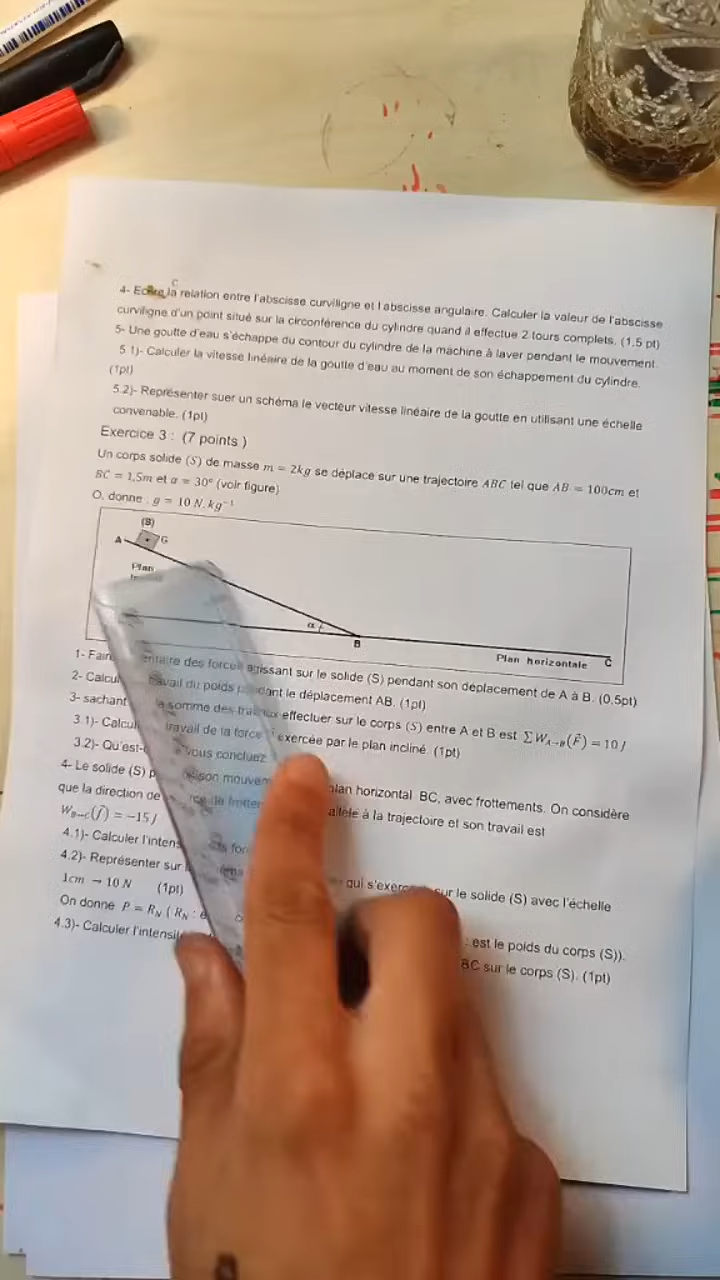 4- Ecrire la relation entre l'abscisse curviligne et l'abscisse angulaire. Calculer la valeur de l'abscisse
curviligne d'un point situé sur la circonférence du cylindre quand il effectue 2 tours complets. (1,5 pt)
5- Une goutte d'eau s'échappe du contour du cylindre de la machine à laver pendant le mouvement.
5.1)- Calculer la vitesse linéaire de la goutte d'eau au moment de son échappement du cylindre.
(1pt)
5.2)- Représenter suer un schéma le vecteur vitesse linéaire de la goutte en utilisant une échelle
convenable. (1pt)
Exercice 3 : (7 points )
Un corps solide (S) de masse m = 2kg se déplace sur une trajectoire ABC tel que AB = 100cm et
BC = 1,5m et α = 30° (voir figure)
O, donne : g = 10 N.kg⁻¹
(S)
A G
Plan
α
B
Plan horizontale C
1- Fair des forces agissant sur le solide (S) pendant son déplacement de A à B. (0,5pt)
2- Calcul travail du poids pendant le déplacement AB. (1pl)
3- sachant la somme des travaux effectuer sur le corps (S) entre A et B est ∑W_A→B(F⃗) = 10 J
3.1)- Calcul travail de la force exercée par le plan incliné. (1pt)
3.2)- Qu'est- vous concluez
4- Le solide (S) p son mouvem plan horizontal BC, avec frottements. On considère
que la direction de à la trajectoire et son travail est
W_B→C(f⃗) = −15 J
4.1)- Calculer l'intens
4.2)- Représenter sur qui s'exerc sur le solide (S) avec l'échelle
1cm → 10 N (1pt)
On donne P = R_N ( R_N : est le poids du corps (S)).
4.3)- Calculer l'intensi BC sur le corps (S). (1pt)